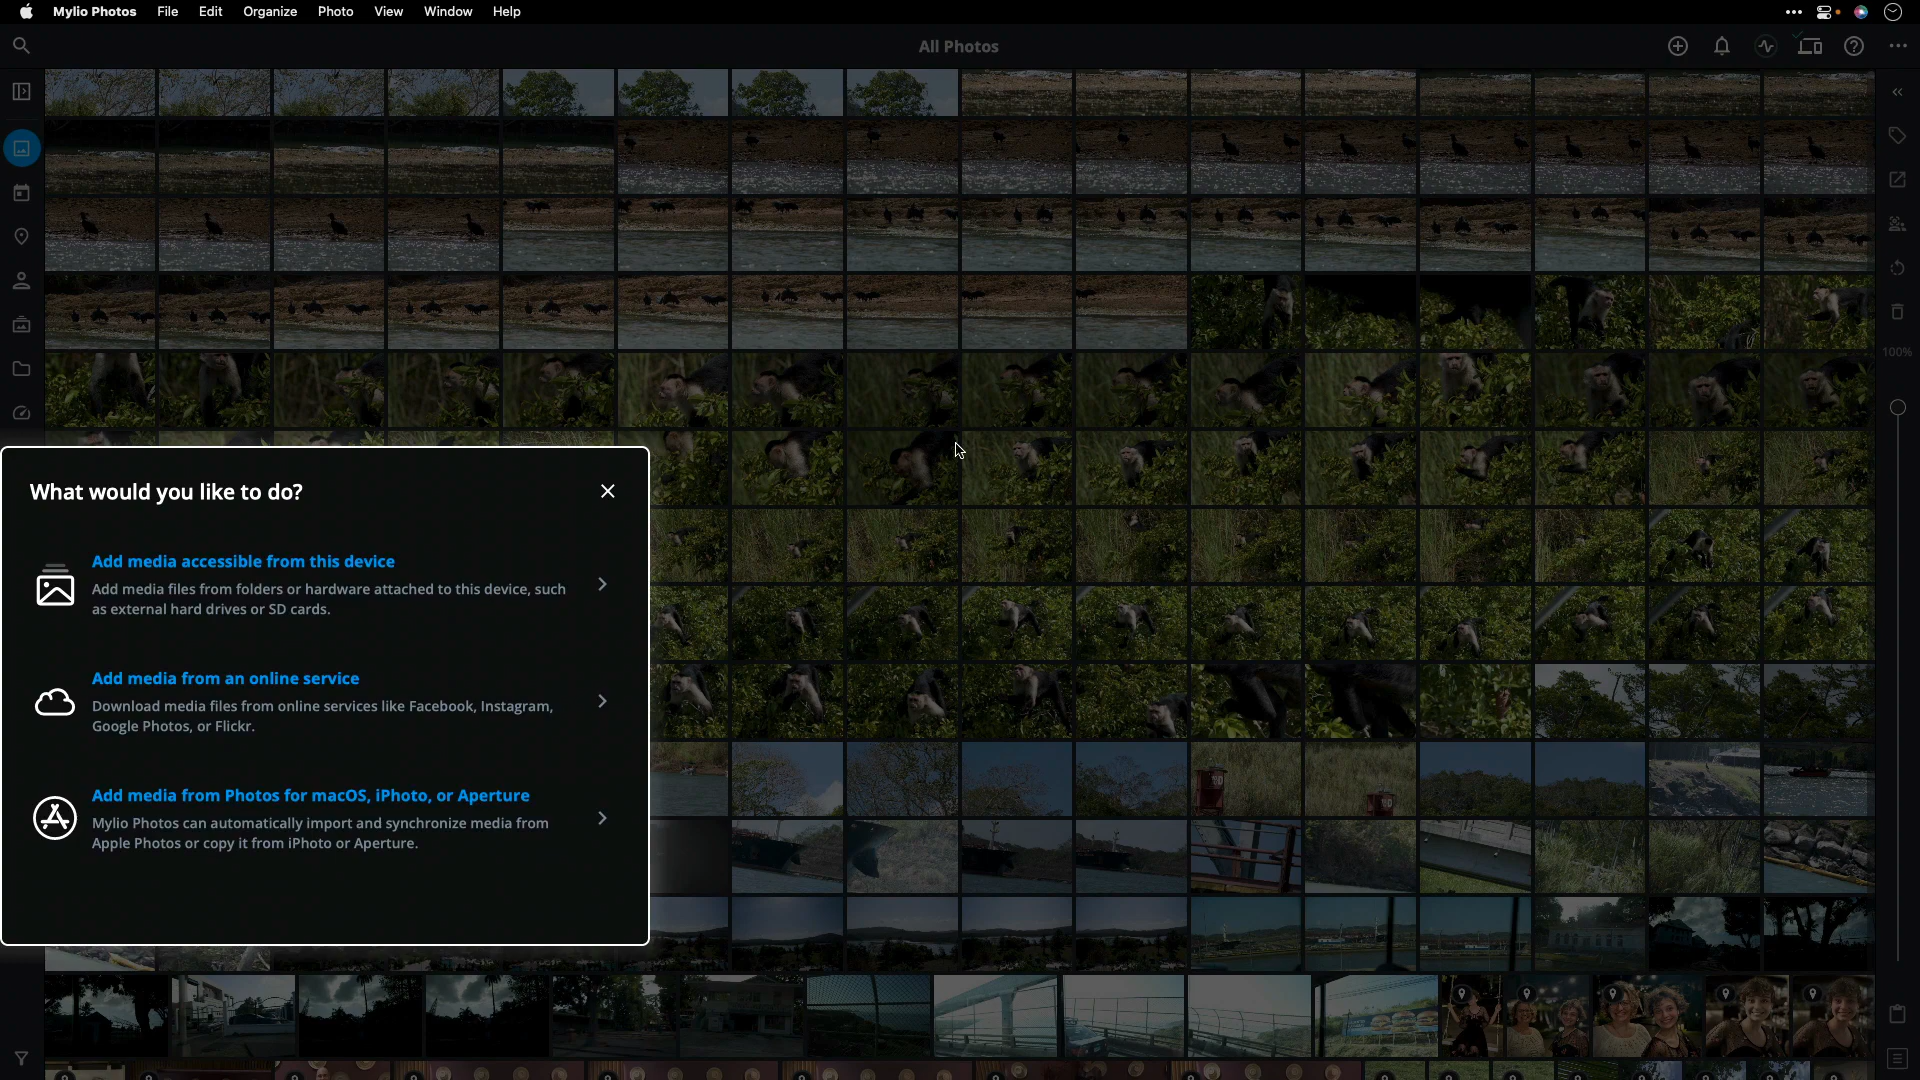 Mylio Photos File Edit Organize Photo View Window Help
All Photos
100%
What would you like to do?
Add media accessible from this device
Add media files from folders or hardware attached to this device, such
as external hard drives or SD cards.
Add media from an online service
Download media files from online services like Facebook, Instagram,
Google Photos, or Flickr.
Add media from Photos for macOS, iPhoto, or Aperture
Mylio Photos can automatically import and synchronize media from
Apple Photos or copy it from iPhoto or Aperture.